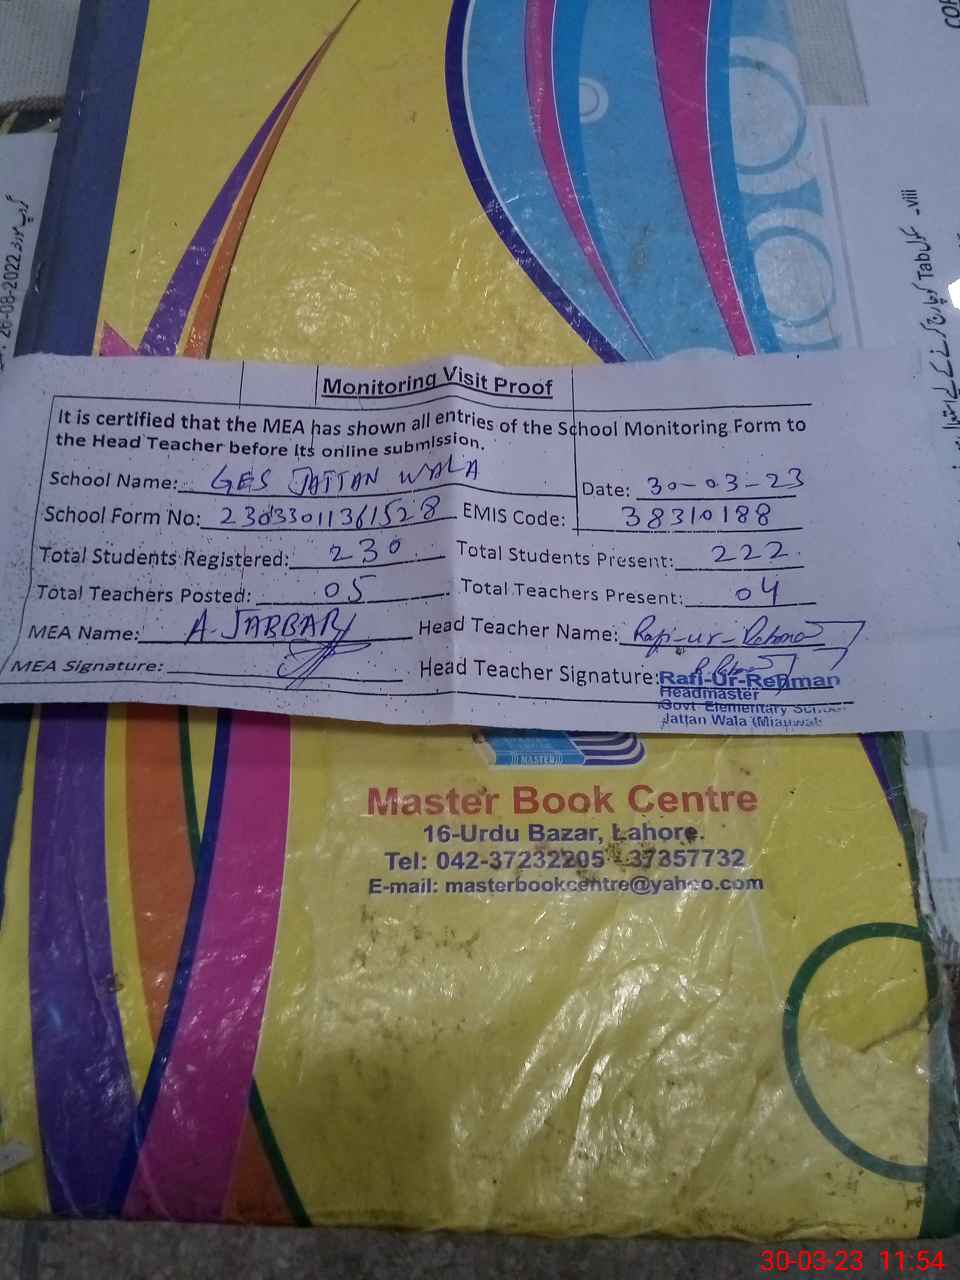 26-08-2022
Tab
-viii
Monitoring Visit Proof
It is certified that the MEA has shown all entries of the School Monitoring Form to
the Head Teacher before its online submission.
School Name: GES JATTAN WALA
Date: 30-03-23
School Form No: 23033011361528 EMIS Code: 38310188
Total Students Registered: 230 Total Students Present: 222
Total Teachers Posted: 05 Total Teachers Present: 04
MEA Name: A. JABBAR Head Teacher Name: Rafi-ur-Rehman
MEA Signature: Head Teacher Signature:
Rafi-Ur-Rehman
Headmaster
Govt Elementary School
Jattan Wala (Mianwali
MASTER
Master Book Centre
16-Urdu Bazar, Lahore.
Tel: 042-37232205 - 37357732
E-mail: masterbookcentre@yahoo.com
30-03-23 11:54